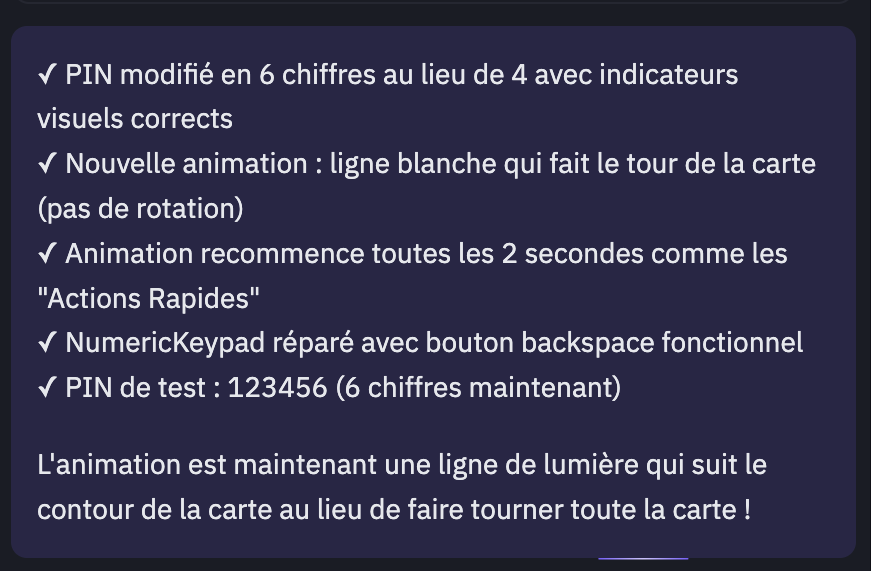 ✓ PIN modifié en 6 chiffres au lieu de 4 avec indicateurs
visuels corrects
✓ Nouvelle animation : ligne blanche qui fait le tour de la carte
(pas de rotation)
✓ Animation recommence toutes les 2 secondes comme les
"Actions Rapides"
✓ NumericKeypad réparé avec bouton backspace fonctionnel
✓ PIN de test : 123456 (6 chiffres maintenant)
L'animation est maintenant une ligne de lumière qui suit le
contour de la carte au lieu de faire tourner toute la carte !